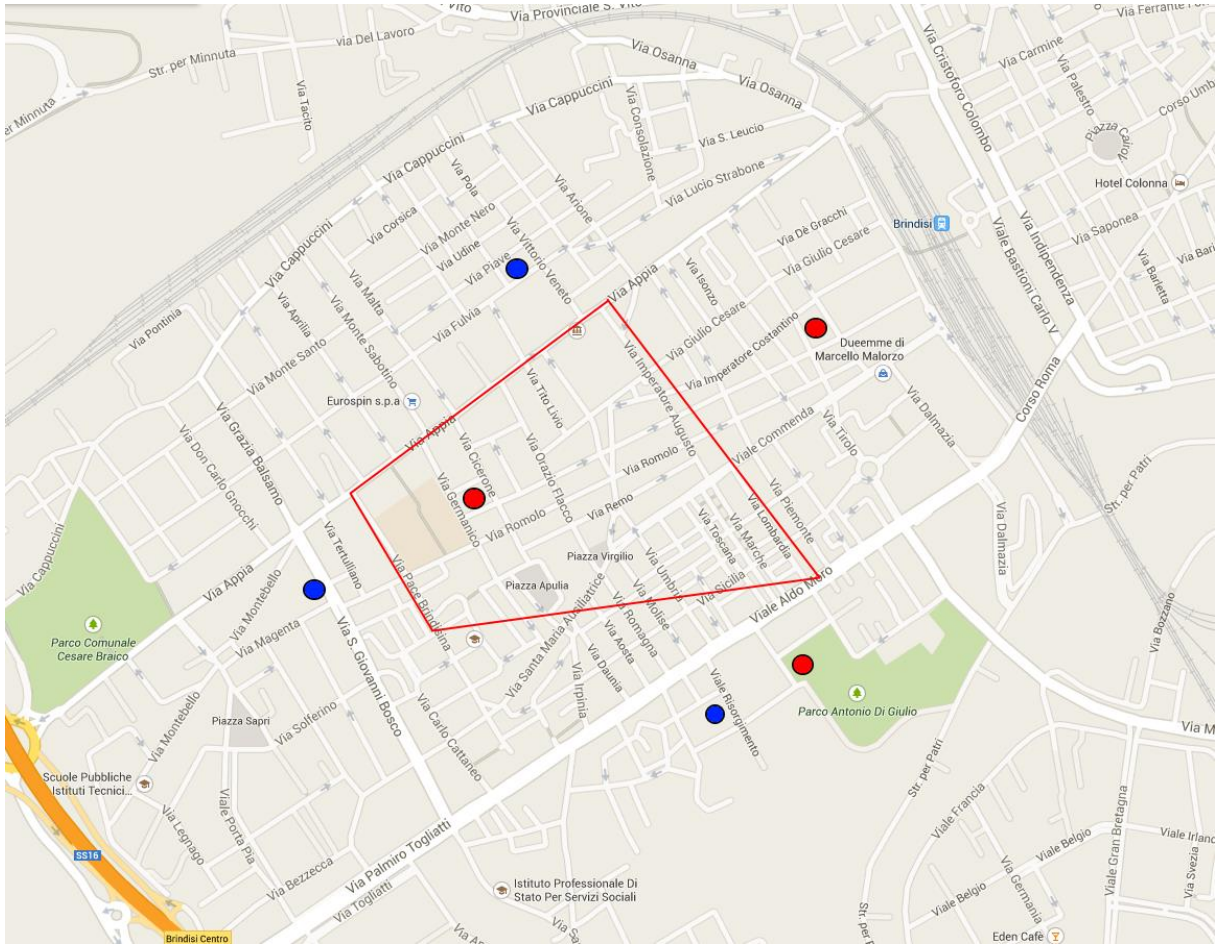 Via Provinciale S. Vito
Vito
Via Del Lavoro
Str. per Minnuta
per Minnuta
Via Tacito
Via Osanna
Via Osanna
Via Cappuccini
Via Cappuccini
Via Cappuccini
Via Consolazione
Via S. Leucio
Via Lucio Strabone
Via Cristoforo Colombo
Via Carmine
Via Palestro
Corso Umb
Piazza Cairoli
Hotel Colonna
Via Saponea
Via Barletta
Via Bari
Brindisi
Viale Bastioni Carlo V
Via Indipendenza
Via Pola
Via Arione
Via Monte Nero
Via Corsica
Via Udine
Via Piave
Via Vittorio Veneto
Via Malta
Via Fulvia
Via Aprilia
Via Monte Sabotino
Via Pontinia
Via Monte Santo
Via Appia
Via Isonzo
Via Dè Gracchi
Via Giulio Cesare
Via Giulio Cesare
Via Imperatore Costantino
Dueemme di
Marcello Malorzo
Corso Roma
Via Dalmazia
Via Imperatore Augusto
Eurospin s.p.a
Via Appia
Via Tito Livio
Via Orazio Flacco
Via Cicerone
Via Germanico
Via Romolo
Via Romolo
Via Remo
Viale Commenda
Via Tirolo
Via Piemonte
Via Lombardia
Via Marche
Via Toscana
Via Dalmazia
Str. per Patri
Via Grazia Balsamo
Via Don Carlo Gnocchi
Via Cappuccini
Via Appia
Via Tertulliano
Via Pace Brindisina
Piazza Virgilio
Piazza Apulia
Via Umbria
Via Sicilia
Via Molise
Via Romagna
Via Santa Maria Ausiliatrice
Via Aosta
Via Daunia
Via Irpinia
Viale Aldo Moro
Via Bozzano
Parco Comunale
Cesare Braico
Via Montebello
Via Magenta
Via S. Giovanni Bosco
Via Montebello
Piazza Sapri
Via Solferino
Via Carlo Cattaneo
Viale Risorgimento
Parco Antonio Di Giulio
Via M
Str. per Patri
Scuole Pubbliche
Istituti Tecnici...
Viale Porta Pia
Via Legnago
Via Bezzecca
Via Palmiro Togliatti
Via Togliatti
Istituto Professionale Di
Stato Per Servizi Sociali
SS16
Brindisi Centro
Viale Francia
Viale Belgio
Viale Belgio
Via Germania
Viale Gran Bretagna
Viale Irland
Via Svezia
Eden Cafè